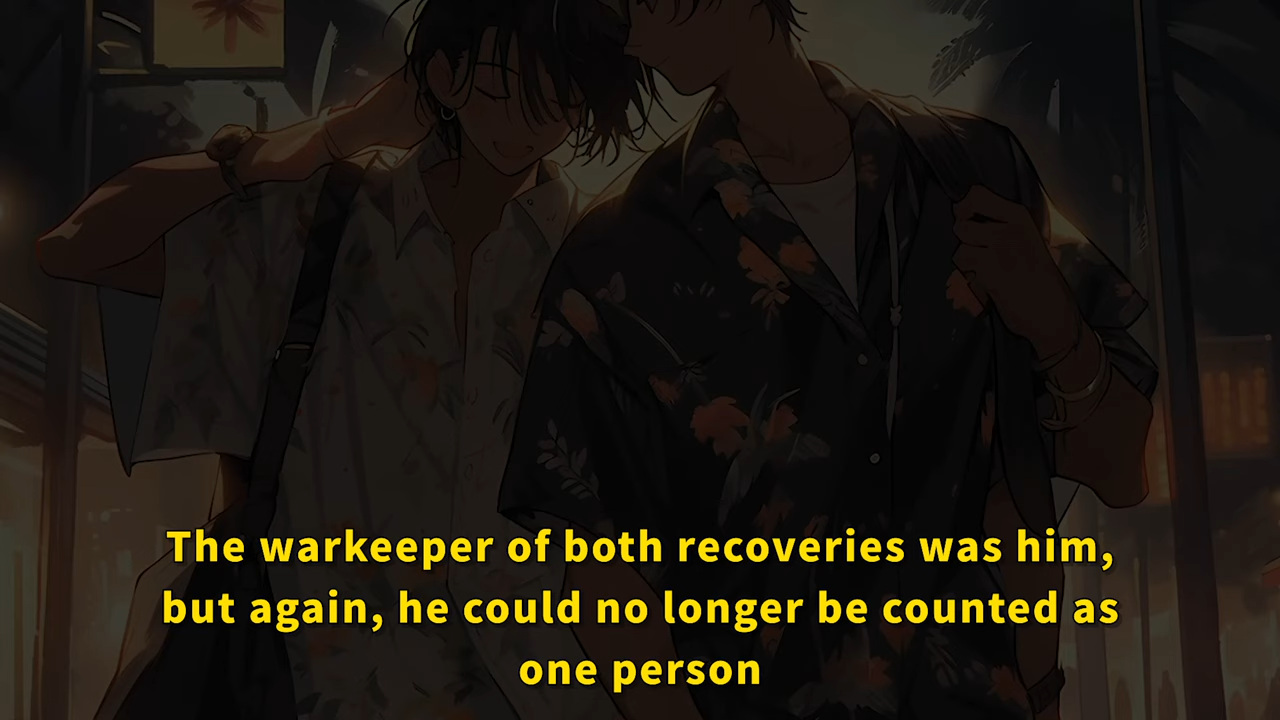 The warkeeper of both recoveries was him,
but again, he could no longer be counted as
one person